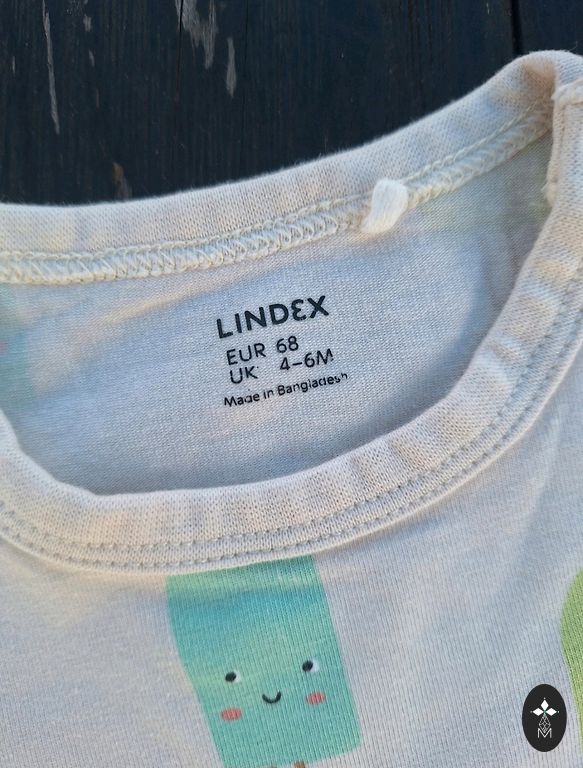 LINDEX
EUR 68
UK 4-6M
Made in Bangladesh
M